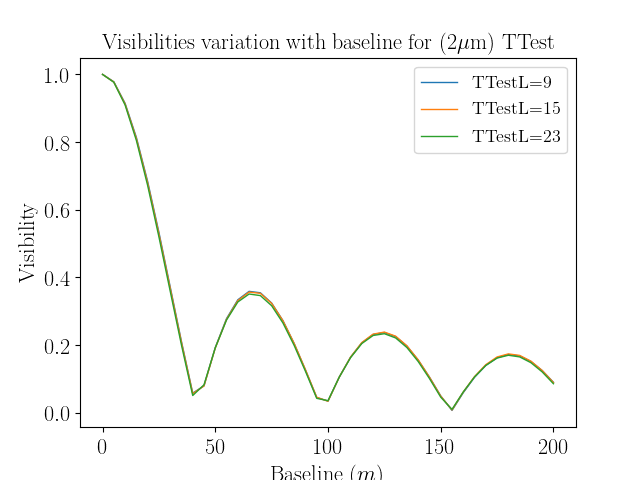 Visibilities variation with baseline for (2μm) TTest
TTestL=9
TTestL=15
TTestL=23
Visibility
1.0
0.8
0.6
0.4
0.2
0.0
0 50 100 150 200
Baseline (m)